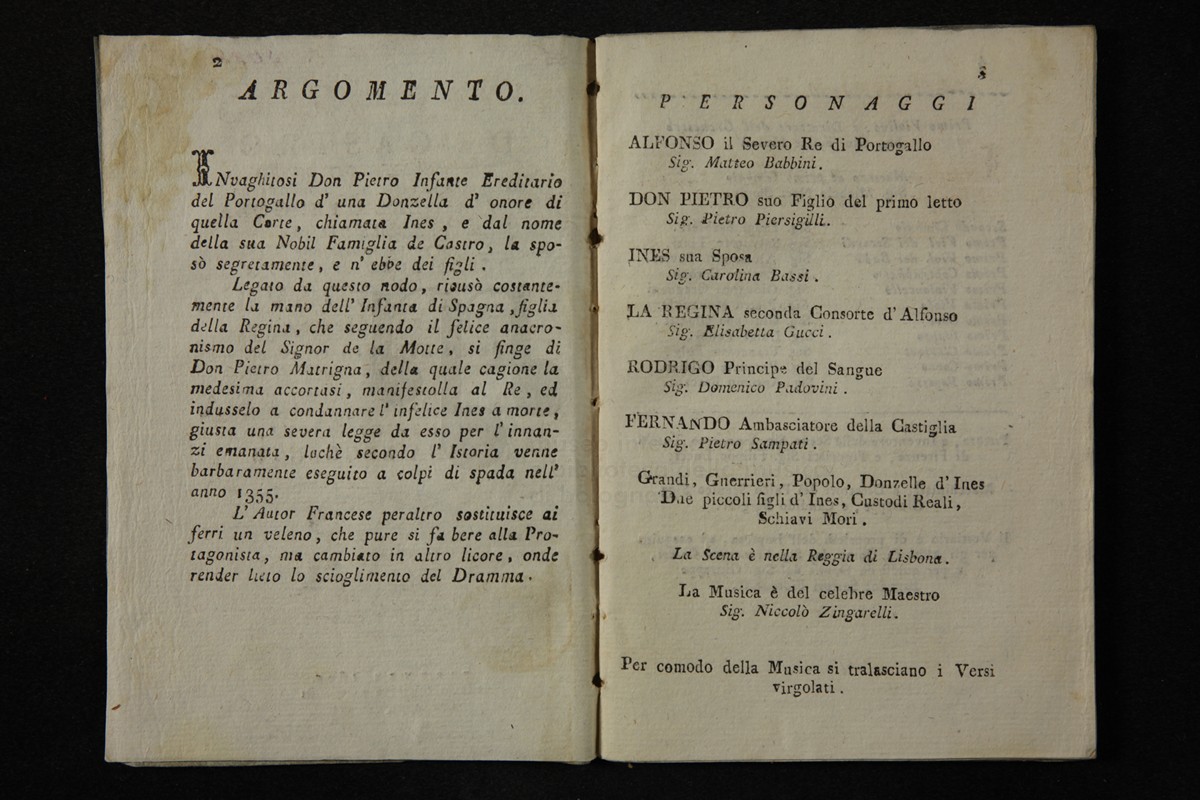 2
ARGOMENTO.
INvaghitosi Don Pietro Infante Ereditario
del Portogallo d' una Donzella d' onore di
quella Corte, chiamata Ines, e dal nome
della sua Nobil Famiglia de Castro, la spo-
sò segretamente, e n' ebbe dei figli.
Legato da questo nodo, ricusò costante-
mente la mano dell' Infanta di Spagna, figlia
della Regina, che seguendo il felice anacro-
nismo del Signor de la Motte, si finge di
Don Pietro Matrigna, della quale cagione la
medesima accortasi, manifestolla al Re, ed
indusselo a condannare l' infelice Ines a morte,
giusta una severa legge da esso per l' innan-
zi emanata, lochè secondo l' Istoria venne
barbaramente eseguito a colpi di spada nell'
anno 1355.
L' Autor Francese peraltro sostituisce ai
ferri un veleno, che pure si fa bere alla Pro-
tagonista, ma cambiato in altro licore, onde
render lieto lo scioglimento del Dramma.
3
PERSONAGGI
ALFONSO il Severo Re di Portogallo
Sig. Matteo Babbini.
DON PIETRO suo Figlio del primo letto
Sig. Pietro Piersigilli.
INES sua Sposa
Sig. Carolina Bassi.
LA REGINA seconda Consorte d' Alfonso
Sig. Elisabetta Gucci.
RODRIGO Principe del Sangue
Sig. Domenico Padovini.
FERNANDO Ambasciatore della Castiglia
Sig. Pietro Sampati.
Grandi, Guerrieri, Popolo, Donzelle d' Ines
Due piccoli figli d' Ines, Custodi Reali,
Schiavi Mori.
La Scena è nella Reggia di Lisbona.
La Musica è del celebre Maestro
Sig. Niccolò Zingarelli.
Per comodo della Musica si tralasciano i Versi
virgolati.